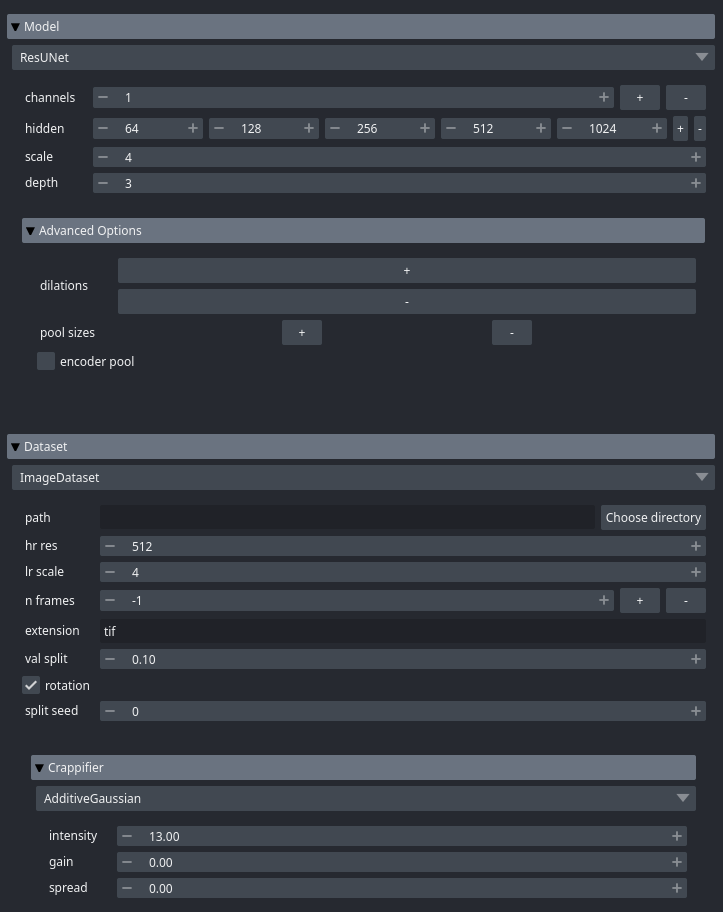 Model
ResUNet
channels 1 + -
hidden 64 128 256 512 1024 + -
scale 4
depth 3
Advanced Options
+
dilations
-
pool sizes + -
encoder pool
Dataset
ImageDataset
path Choose directory
hr res 512
lr scale 4
n frames -1 + -
extension tif
val split 0.10
rotation
split seed 0
Crappifier
AdditiveGaussian
intensity 13.00
gain 0.00
spread 0.00